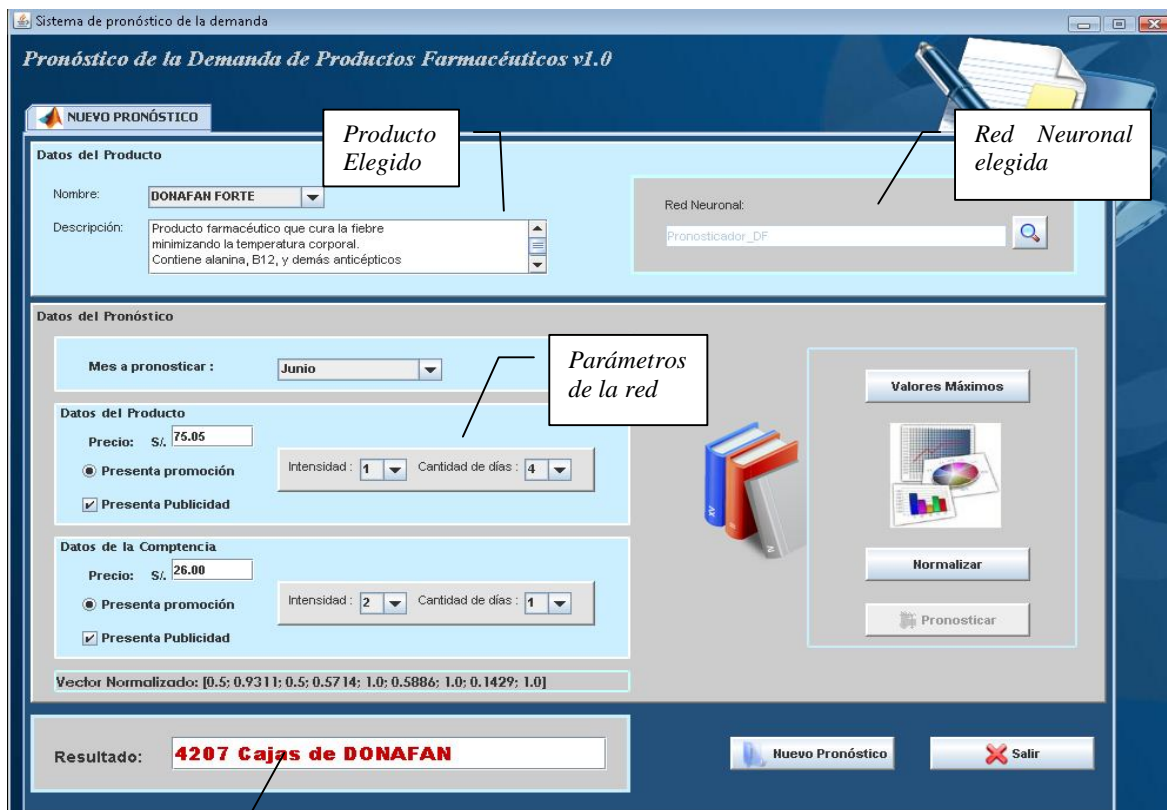 Sistema de pronóstico de la demanda
Pronóstico de la Demanda de Productos Farmacéuticos v1.0
NUEVO PRONÓSTICO
Producto
Elegido
Red Neuronal
elegida
Datos del Producto
Nombre: DONAFAN FORTE
Descripción: Producto farmacéutico que cura la fiebre
minimizando la temperatura corporal.
Contiene alanina, B12, y demás anticépticos
Red Neuronal:
Pronosticador_DF
Datos del Pronóstico
Mes a pronosticar : Junio
Parámetros
de la red
Datos del Producto
Precio: S/. 75.05
Presenta promoción
Intensidad : 1 Cantidad de días : 4
Presenta Publicidad
Datos de la Comptencia
Precio: S/. 26.00
Presenta promoción
Intensidad : 2 Cantidad de días : 1
Presenta Publicidad
Vector Normalizado: [0.5; 0.9311; 0.5; 0.5714; 1.0; 0.5886; 1.0; 0.1429; 1.0]
Valores Máximos
Normalizar
Pronosticar
Resultado: 4207 Cajas de DONAFAN
Nuevo Pronóstico
Salir